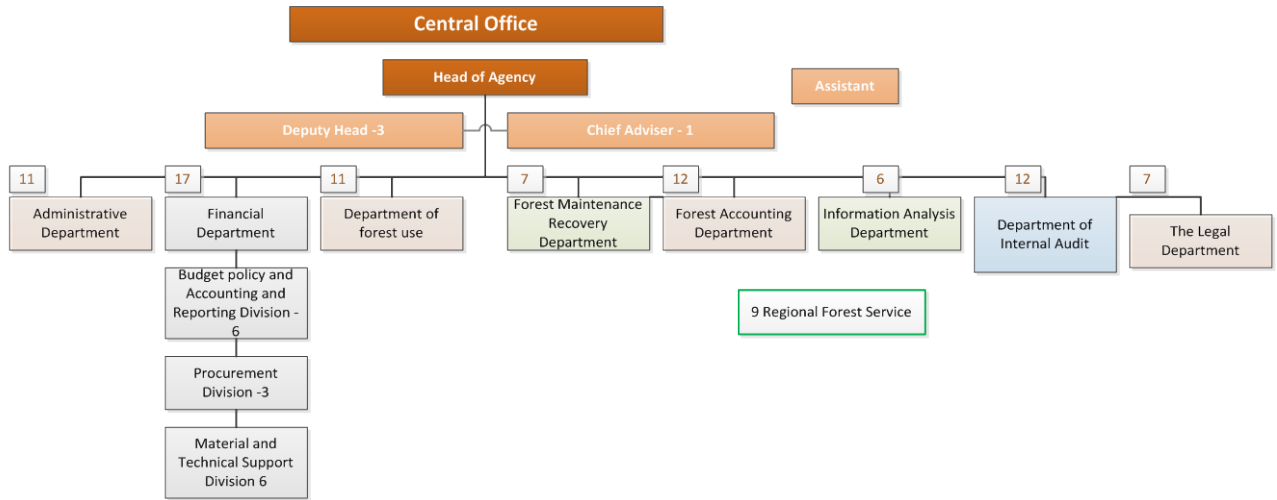 Central Office
Head of Agency
Assistant
Deputy Head -3
Chief Adviser - 1
11
17
11
7
12
6
12
7
Administrative
Department
Financial
Department
Department of
forest use
Forest Maintenance
Recovery
Department
Forest Accounting
Department
Information Analysis
Department
Department of
Internal Audit
The Legal
Department
Budget policy and
Accounting and
Reporting Division -
6
9 Regional Forest Service
Procurement
Division -3
Material and
Technical Support
Division 6